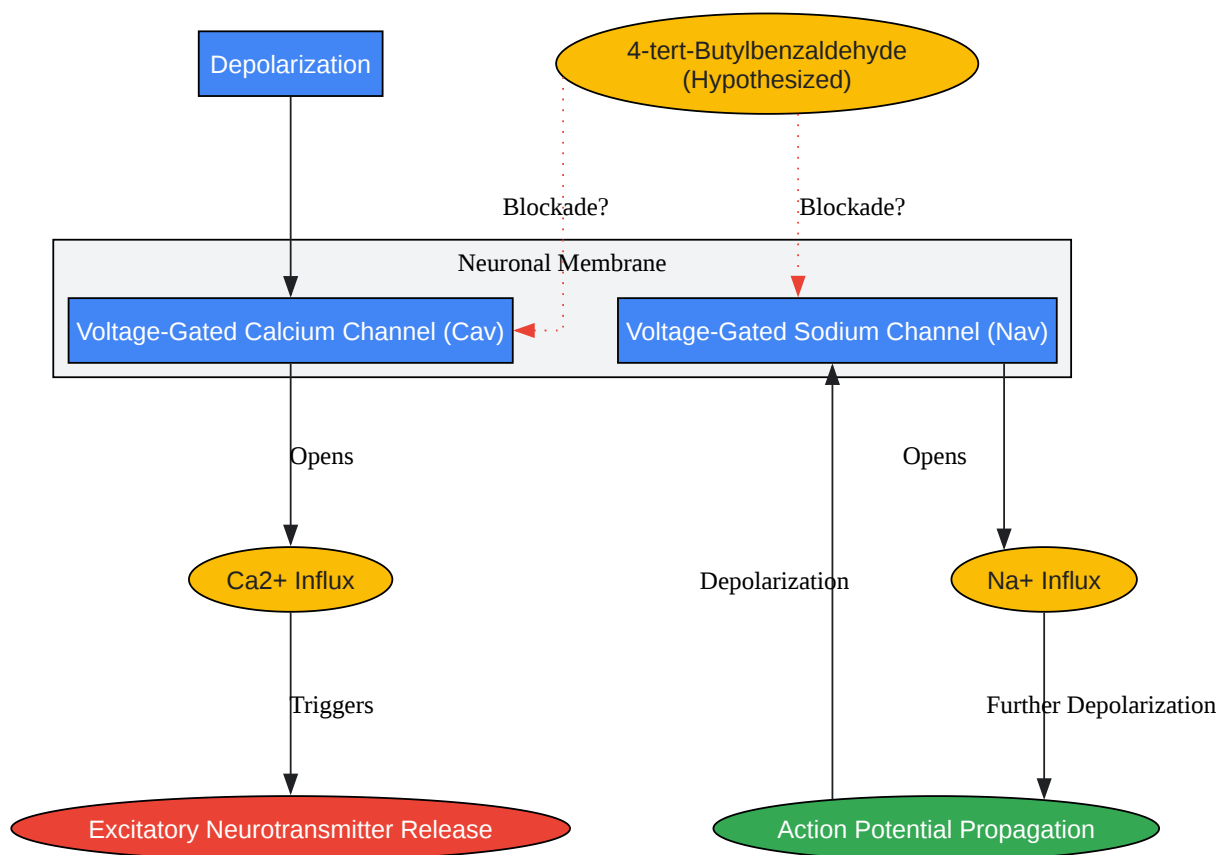 Depolarization
4-tert-Butylbenzaldehyde
(Hypothesized)
Blockade?
Blockade?
Neuronal Membrane
Voltage-Gated Calcium Channel (Cav)
Voltage-Gated Sodium Channel (Nav)
Opens
Opens
Ca2+ Influx
Depolarization
Na+ Influx
Triggers
Further Depolarization
Excitatory Neurotransmitter Release
Action Potential Propagation